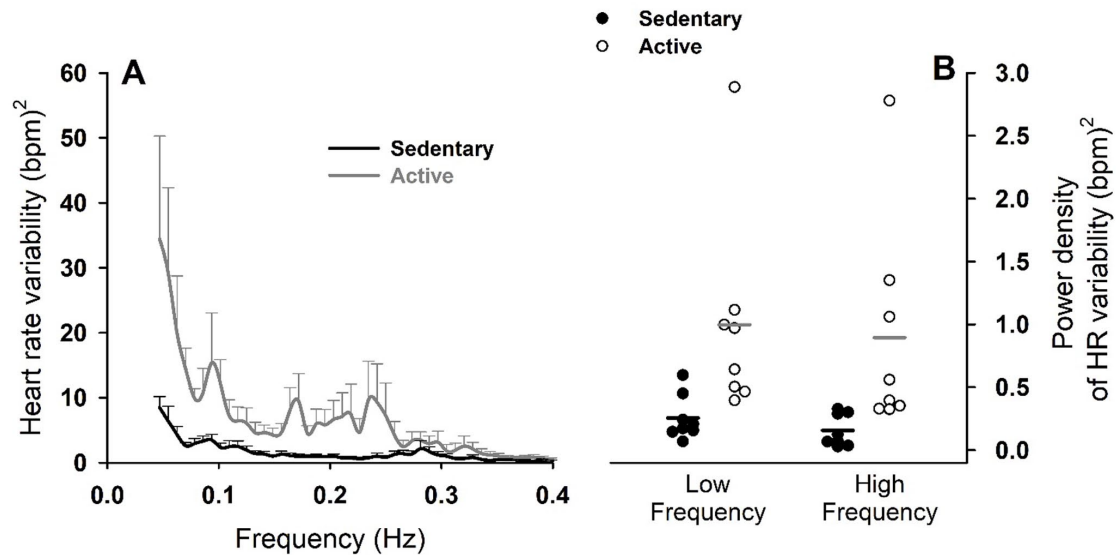 Sedentary
Active
A
B
60
50
40
30
20
10
0
Heart rate variability (bpm)²
Sedentary
Active
0.0 0.1 0.2 0.3 0.4
Frequency (Hz)
3.0
2.5
2.0
1.5
1.0
0.5
0.0
Power density
of HR variability (bpm)²
Low
Frequency
High
Frequency